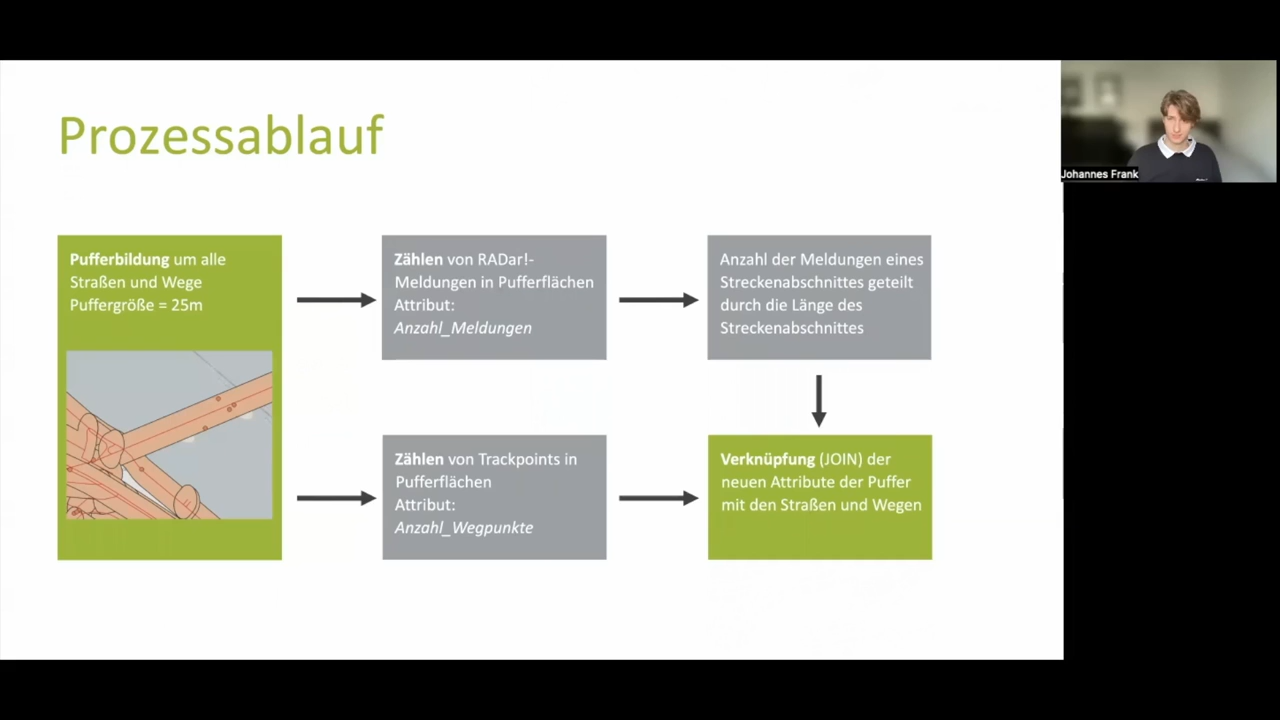 Prozessablauf
Johannes Frank
Pufferbildung um alle
Straßen und Wege
Puffergröße = 25m
Zählen von RADar!-
Meldungen in Pufferflächen
Attribut:
Anzahl_Meldungen
Anzahl der Meldungen eines
Streckenabschnittes geteilt
durch die Länge des
Streckenabschnittes
Zählen von Trackpoints in
Pufferflächen
Attribut:
Anzahl_Wegpunkte
Verknüpfung (JOIN) der
neuen Attribute der Puffer
mit den Straßen und Wegen